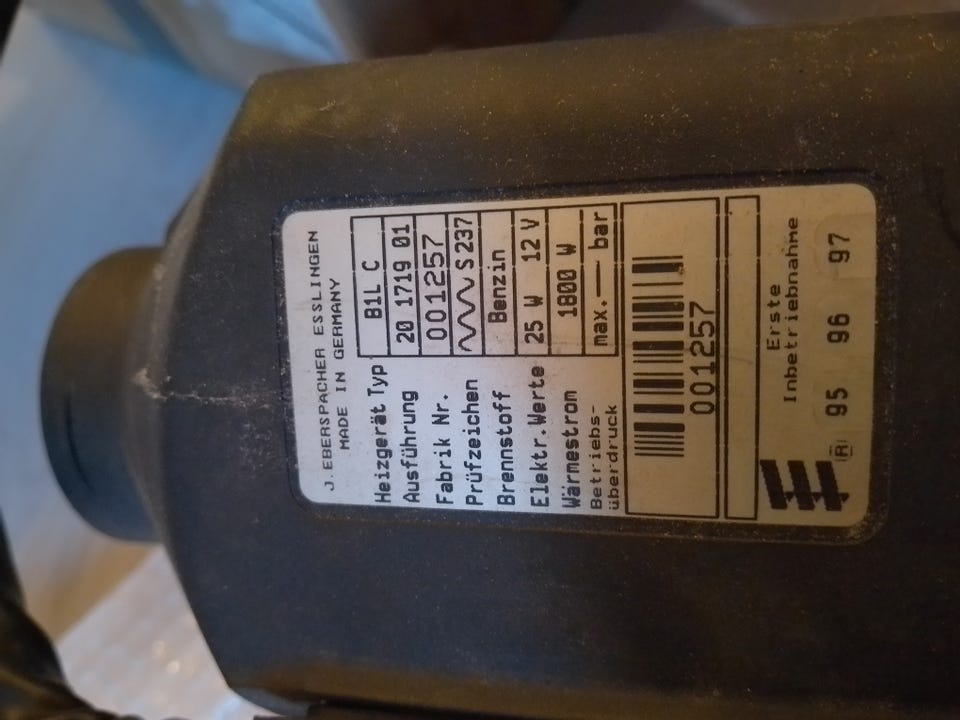 J. EBERSPÄCHER ESSLINGEN
MADE IN GERMANY
Heizgerät Typ B1L C
Ausführung 20 1719 01
Fabrik Nr. 001257
Prüfzeichen S 237
Brennstoff Benzin
Elektr.Werte 25 W 12 V
Wärmestrom 1800 W
Betriebs-
überdruck max.—— bar
001257
Erste
Inbetriebnahme
R 95 96 97